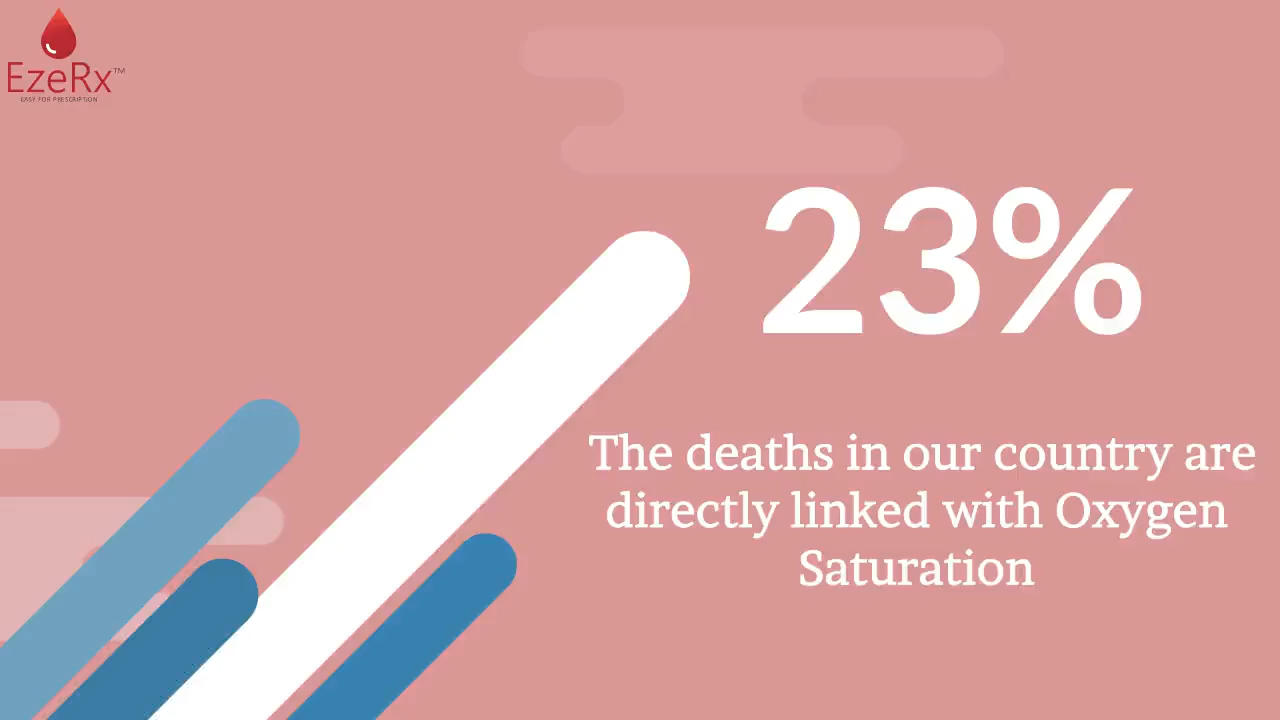 EzeRx™
EASY FOR PRESCRIPTION
23%
The deaths in our country are
directly linked with Oxygen
Saturation